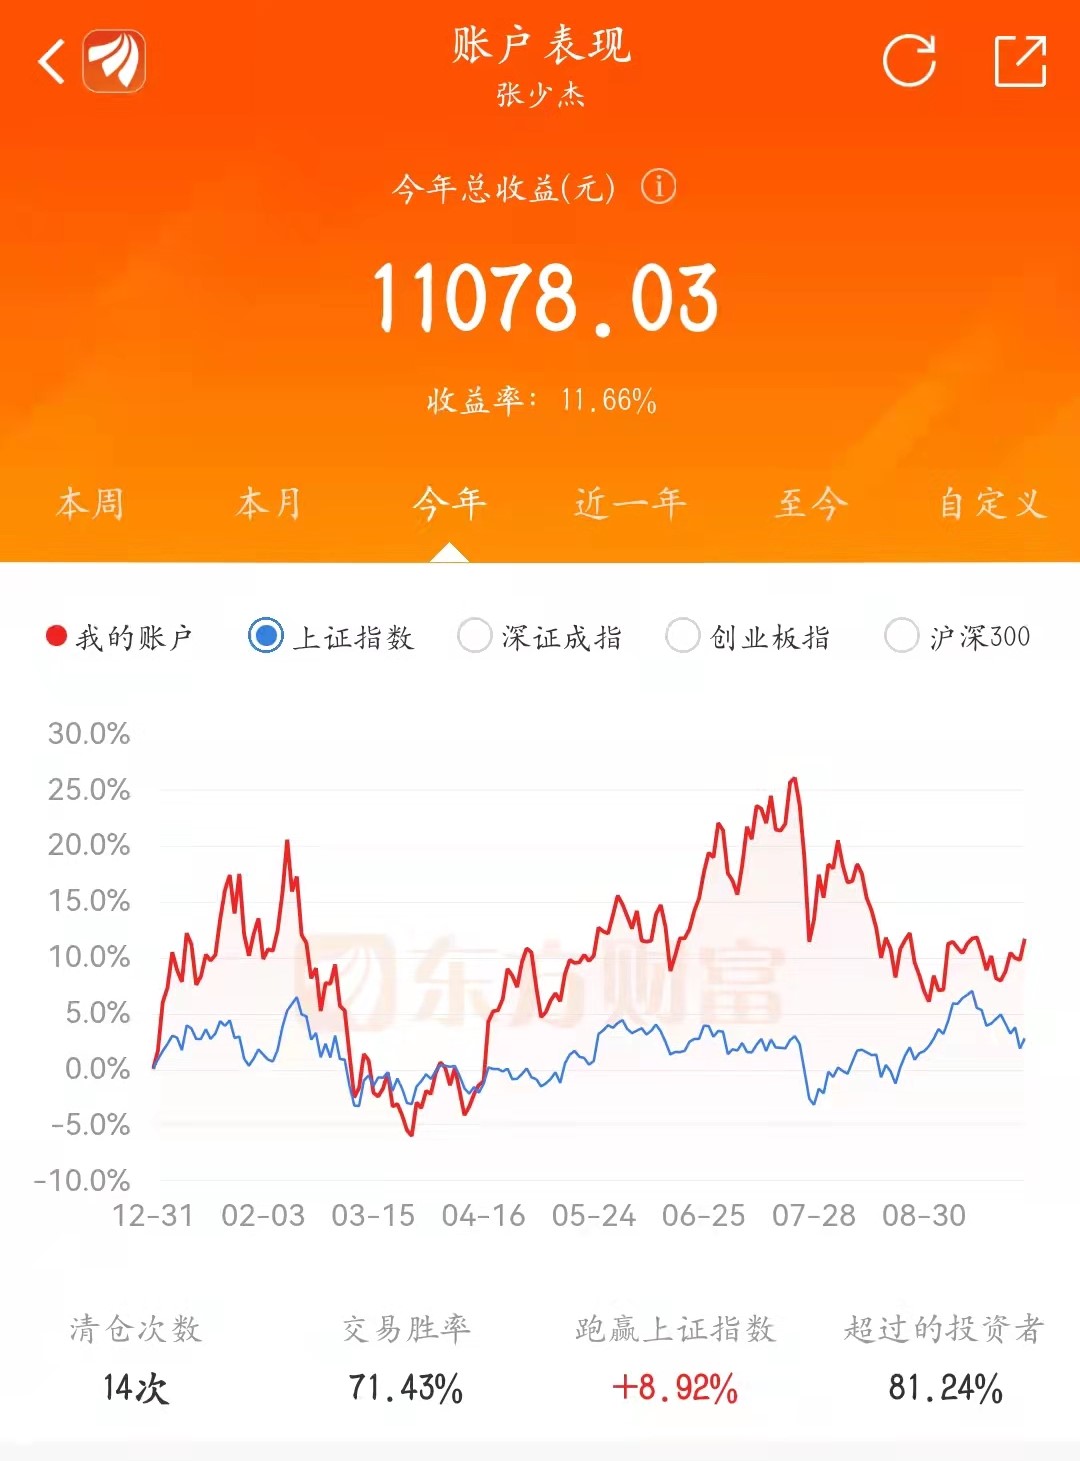 账户表现
张少杰
今年总收益(元)
11078.03
收益率: 11.66%
本周 本月 今年 近一年 至今 自定义
我的账户 上证指数 深证成指 创业板指 沪深300
30.0%
25.0%
20.0%
15.0%
10.0%
5.0%
0.0%
-5.0%
-10.0%
东方财富
12-31 02-03 03-15 04-16 05-24 06-25 07-28 08-30
清仓次数 交易胜率 跑赢上证指数 超过的投资者
14次 71.43% +8.92% 81.24%